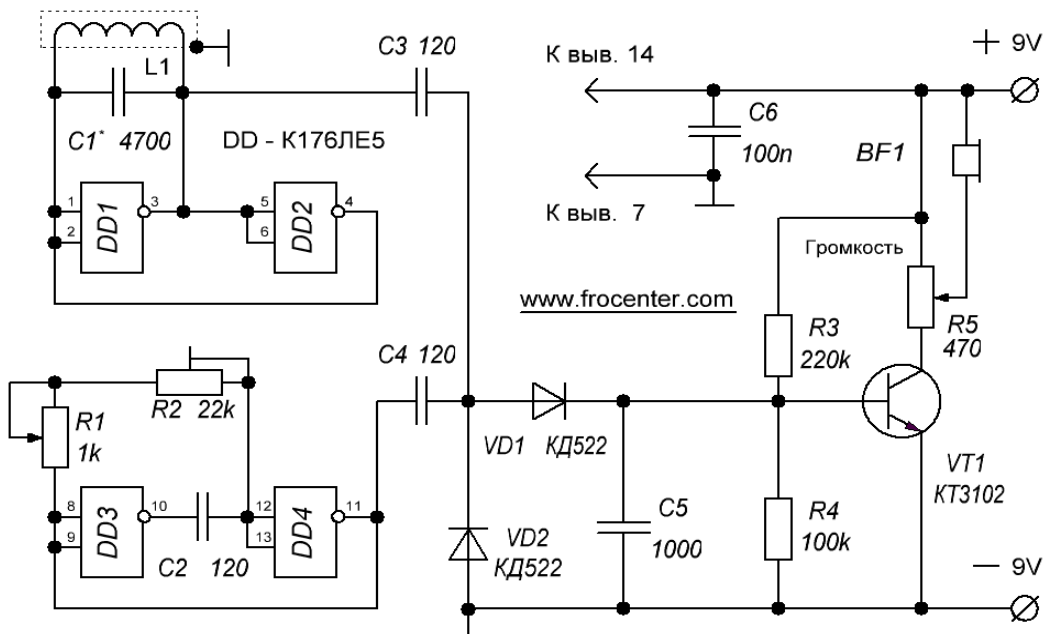 L1
C1* 4700
DD - К176ЛЕ5
C3 120
К выв. 14
К выв. 7
C6
100n
+ 9V
BF1
1
2
DD1
3
5
6
DD2
4
www.frocenter.com
Громкость
R3
220k
R5
470
C4 120
R2 22k
R1
1k
VD1 КД522
VT1
КТ3102
8
9
DD3
10
C2 120
12
13
DD4
11
VD2
КД522
C5
1000
R4
100k
— 9V